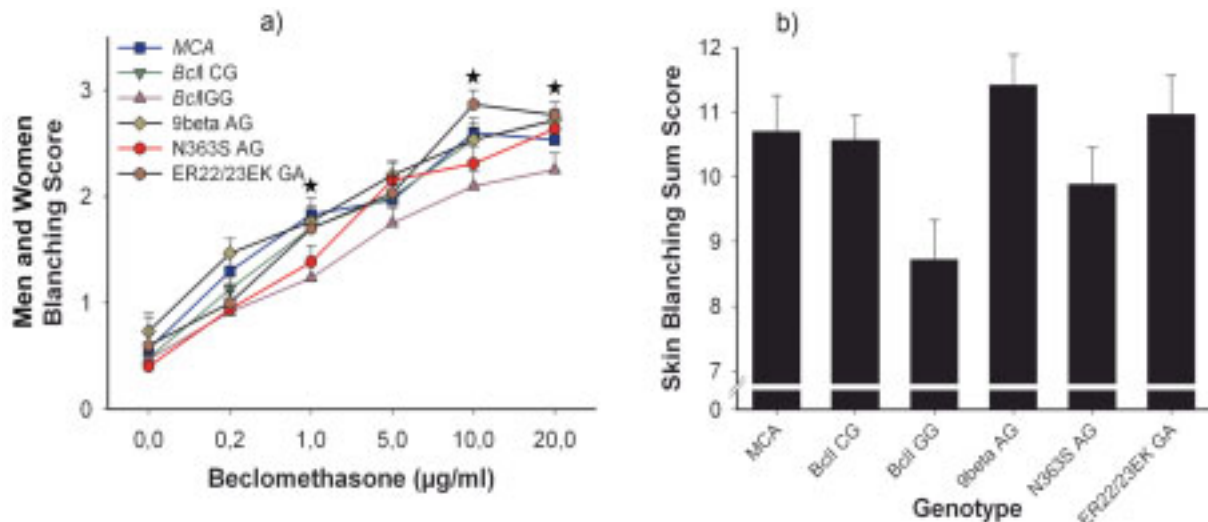 a)
MCA
BclI CG
BclIGG
9beta AG
N363S AG
ER22/23EK GA
Men and Women
Blanching Score
3
2
1
0
0,0 0,2 1,0 5,0 10,0 20,0
Beclomethasone (µg/ml)
b)
Skin Blanching Sum Score
12
11
10
9
8
7
0
MCA
BclI CG
BclI GG
9beta AG
N363S AG
ER22/23EK GA
Genotype